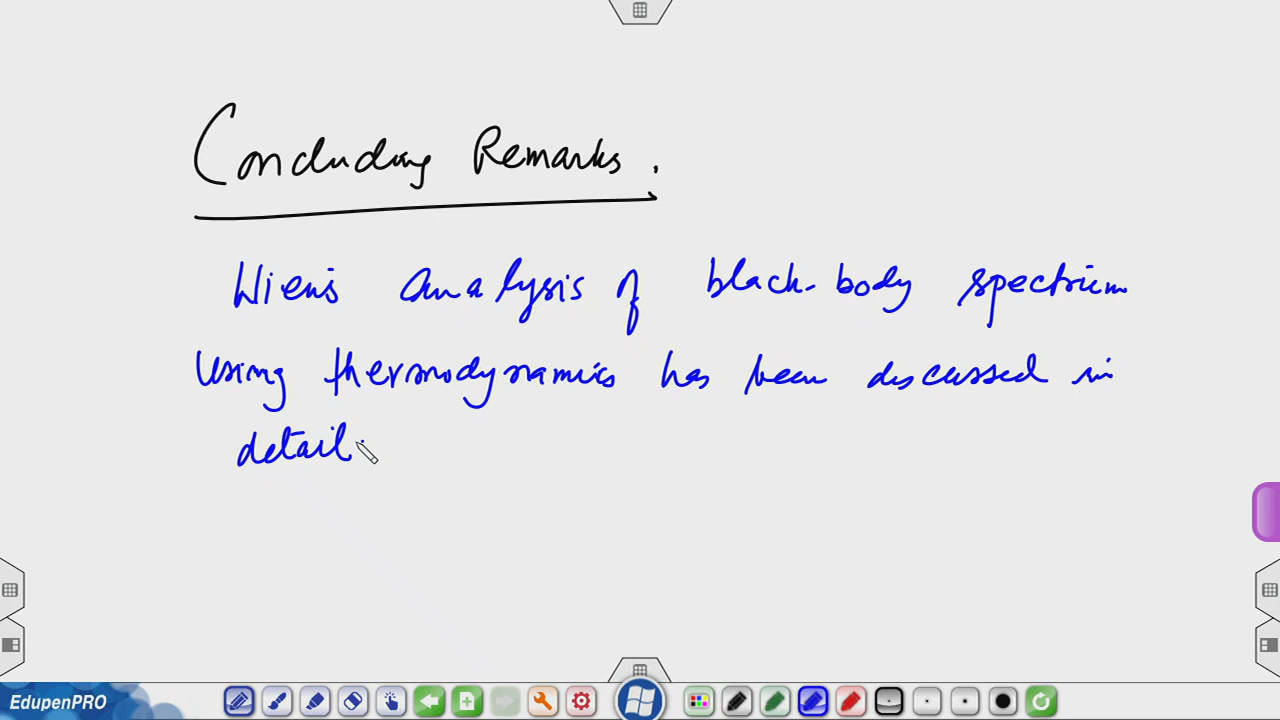 Concluding Remarks.
Wien's analysis of black-body spectrum
using thermodynamics has been discussed in
detail.
EdupenPRO